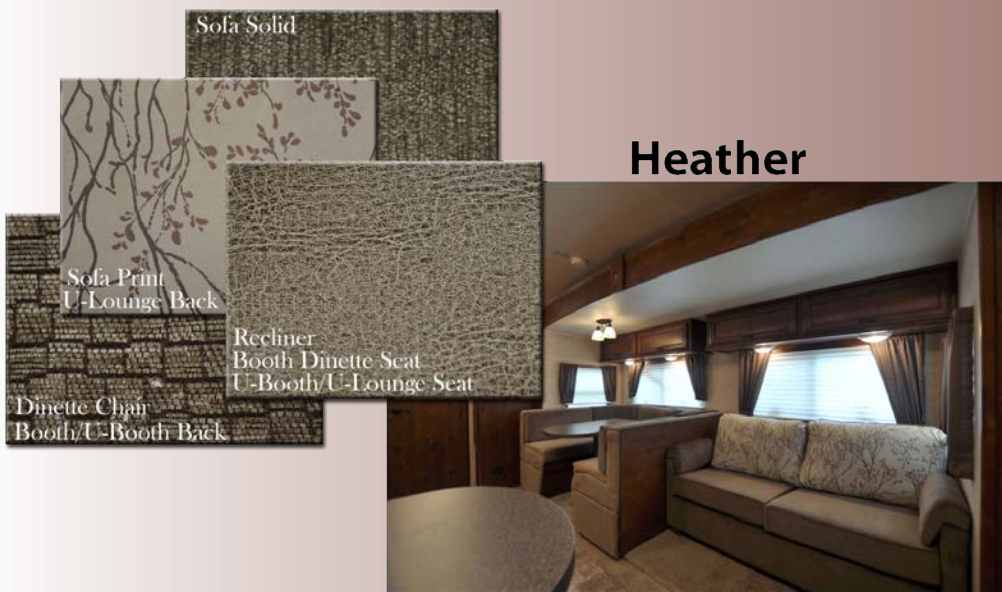 Sofa Solid
Heather
Sofa Print
U-Lounge Back
Recliner
Booth Dinette Seat
U-Booth/U-Lounge Seat
Dinette Chair
Booth/U-Booth Back